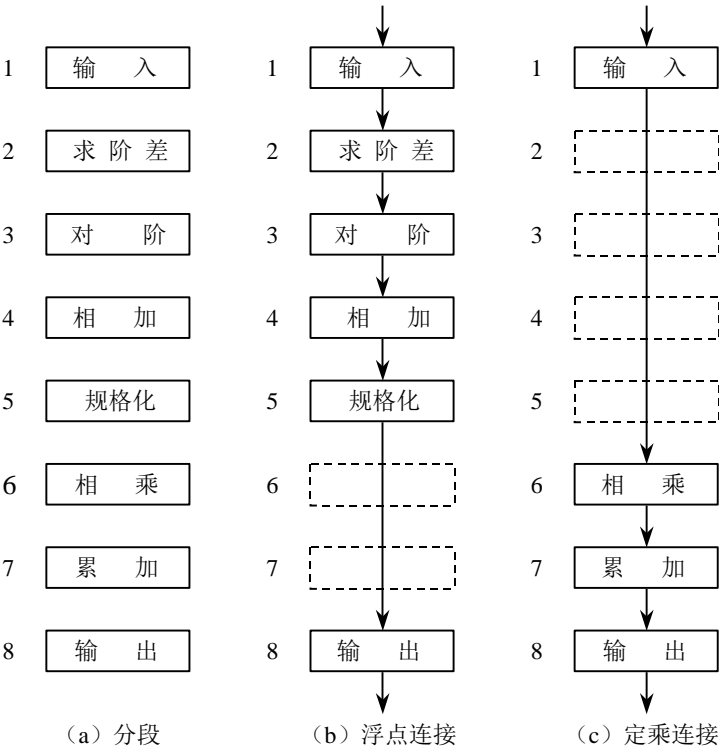 1 输 入 1 输 入 1 输 入
2 求 阶 差 2 求 阶 差 2
3 对 阶 3 对 阶 3
4 相 加 4 相 加 4
5 规格化 5 规格化 5
6 相 乘 6 6 相 乘
7 累 加 7 7 累 加
8 输 出 8 输 出 8 输 出
（a）分段 （b）浮点连接 （c）定乘连接